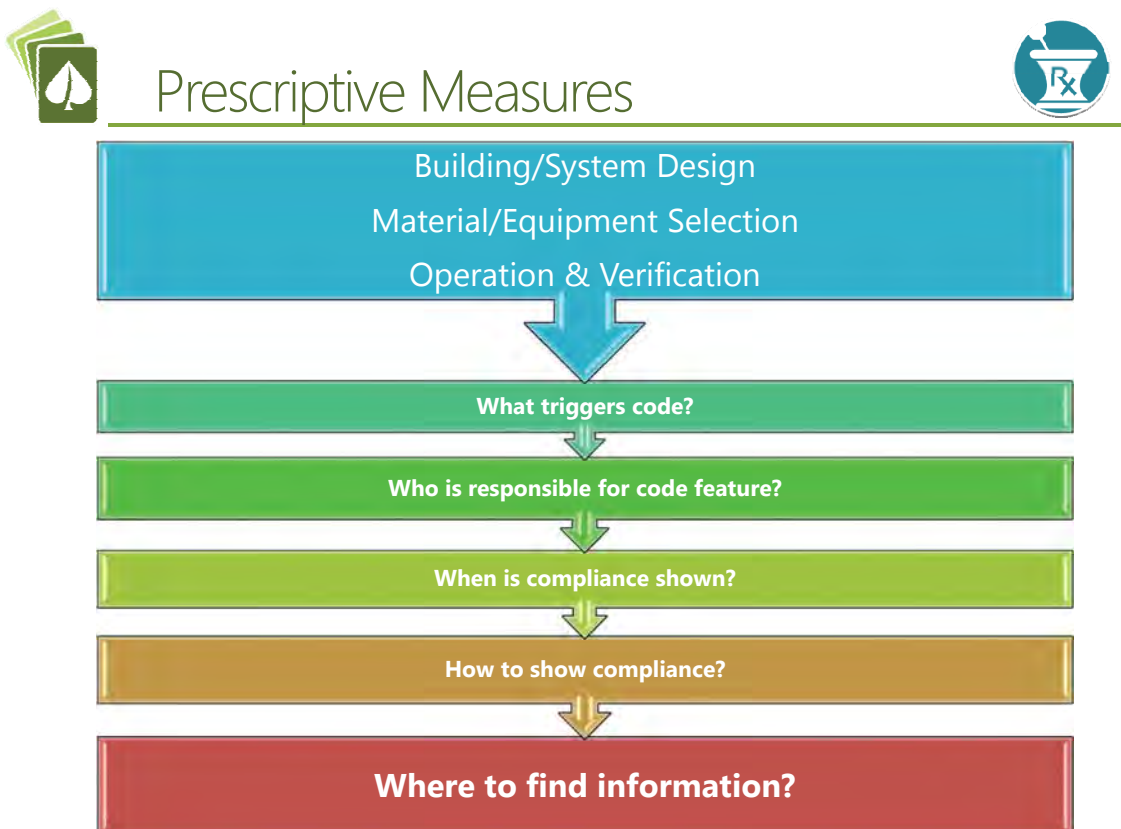 Prescriptive Measures
Rx
Building/System Design
Material/Equipment Selection
Operation & Verification
What triggers code?
Who is responsible for code feature?
When is compliance shown?
How to show compliance?
Where to find information?